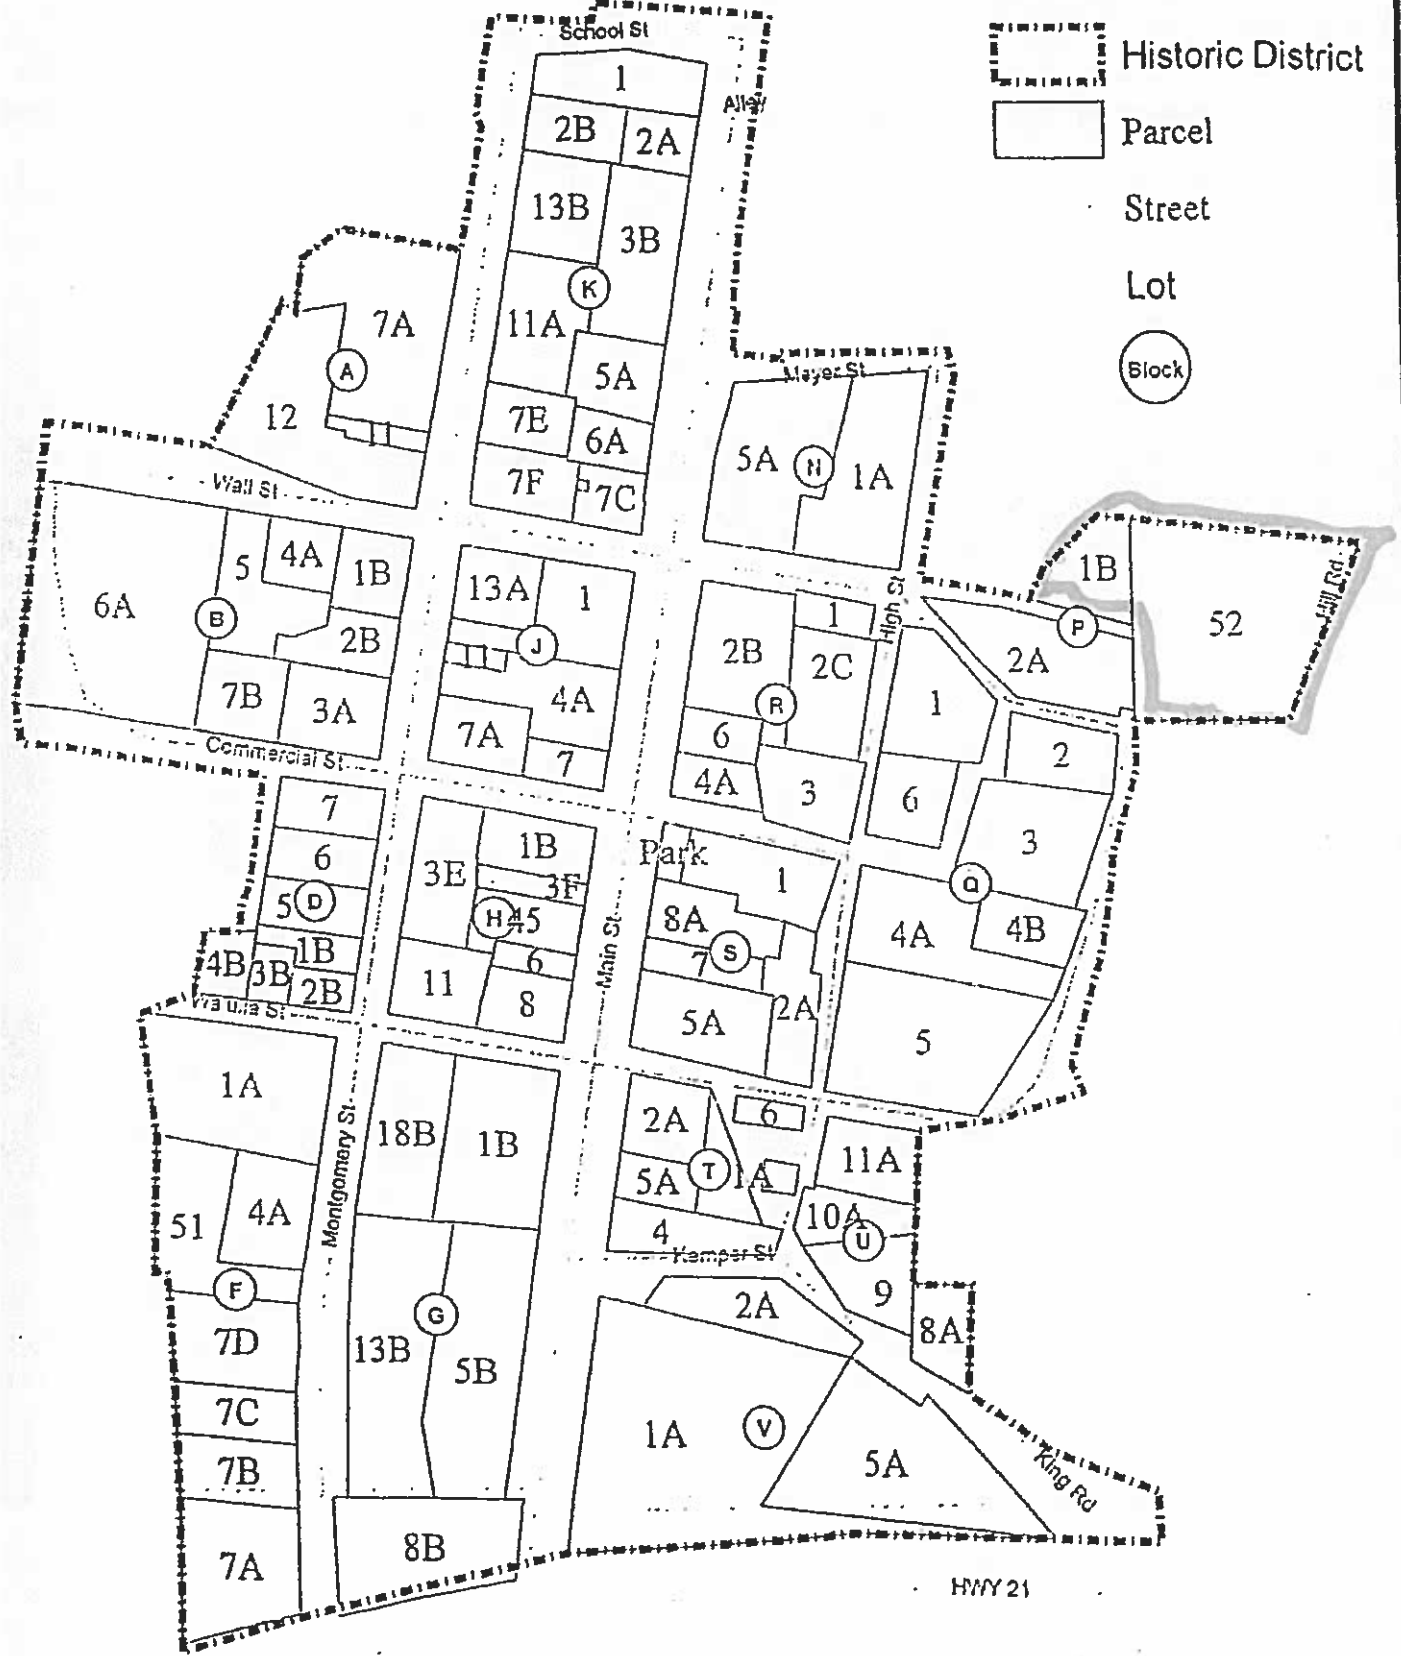 School St
Historic District
1
Alley
Parcel
2B
2A
Street
13B
3B
Lot
K
11A
7A
Block
A
5A
Mayer St
12
7E
6A
5A
N
1A
7F
7C
Wall St
5
4A
1B
13A
1
1B
52
Hill Rd
6A
B
2B
J
High St
1
P
2B
2C
2A
7B
3A
4A
R
1
7A
7
6
2
Commercial St
4A
3
6
7
3
6
1B
Park
3E
3F
1
Q
5
D
H
45
8A
4A
4B
1B
6
Main St
7
S
4B
3B
2B
11
8
2A
5A
5
1A
18B
1B
2A
6
11A
Montgomery St
5A
T
1A
51
4A
4
10A
U
Kemper St
F
9
G
2A
8A
7D
13B
5B
7C
1A
V
5A
7B
King Rd
7A
8B
HWY 21